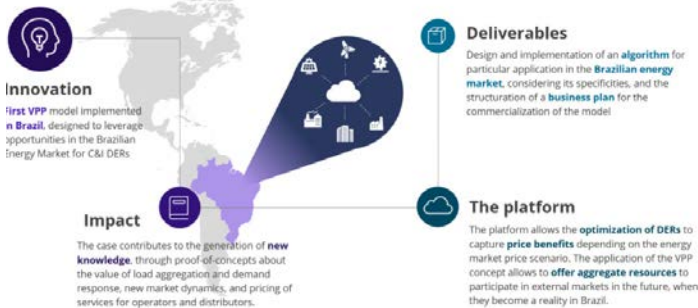 Innovation
First VPP model implemented
in Brazil, designed to leverage
opportunities in the Brazilian
Energy Market for C&I DERs
Deliverables
Design and implementation of an algorithm for
particular application in the Brazilian energy
market, considering its specificities, and the
structuration of a business plan for the
commercialization of the model
Impact
The case contributes to the generation of new
knowledge, through proof-of-concepts about
the value of load aggregation and demand
response, new market dynamics, and pricing of
services for operators and distributors.
The platform
The platform allows the optimization of DERs to
capture price benefits depending on the energy
market price scenario. The application of the VPP
concept allows to offer aggregate resources to
participate in external markets in the future, when
they become a reality in Brazil.